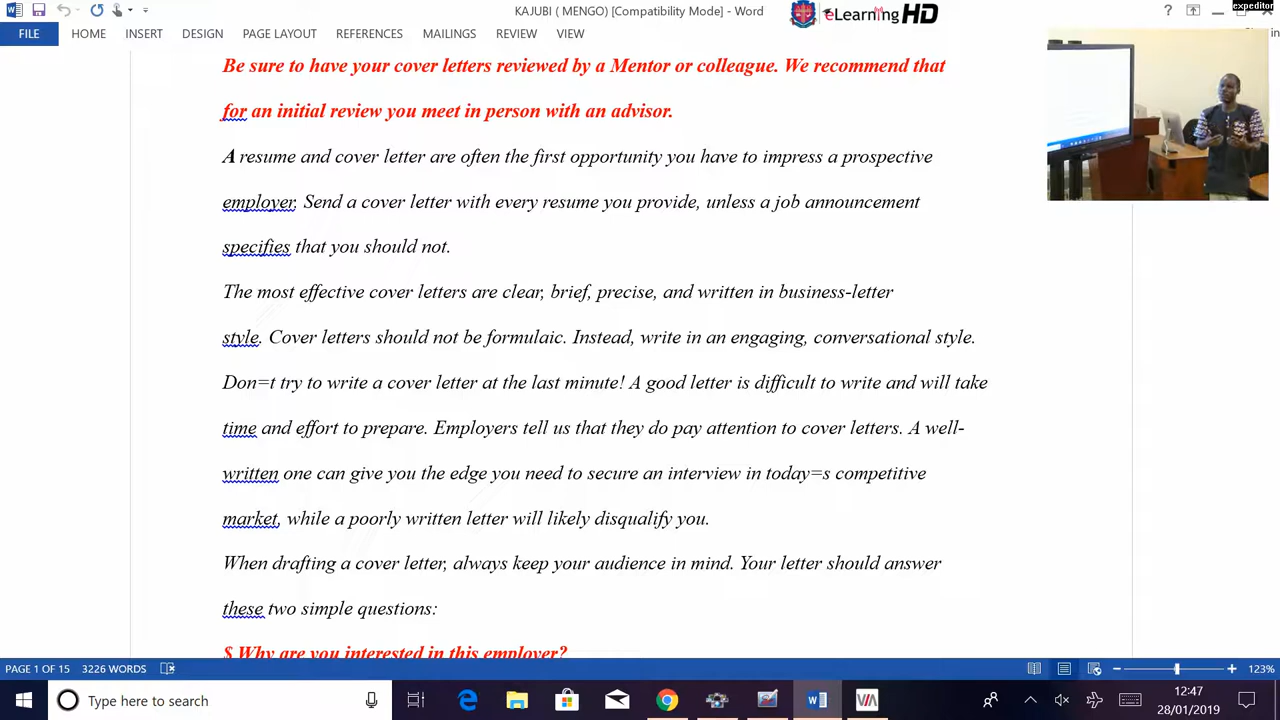 KAJUBI ( MENGO) [Compatibility Mode] - Word
eLearning HD
expeditor
FILE HOME INSERT DESIGN PAGE LAYOUT REFERENCES MAILINGS REVIEW VIEW
in
Be sure to have your cover letters reviewed by a Mentor or colleague. We recommend that
for an initial review you meet in person with an advisor.
A resume and cover letter are often the first opportunity you have to impress a prospective
employer. Send a cover letter with every resume you provide, unless a job announcement
specifies that you should not.
The most effective cover letters are clear, brief, precise, and written in business-letter
style. Cover letters should not be formulaic. Instead, write in an engaging, conversational style.
Don=t try to write a cover letter at the last minute! A good letter is difficult to write and will take
time and effort to prepare. Employers tell us that they do pay attention to cover letters. A well-
written one can give you the edge you need to secure an interview in today=s competitive
market, while a poorly written letter will likely disqualify you.
When drafting a cover letter, always keep your audience in mind. Your letter should answer
these two simple questions:
$ Why are you interested in this employer?
PAGE 1 OF 15 3226 WORDS 123%
Type here to search
12:47
28/01/2019